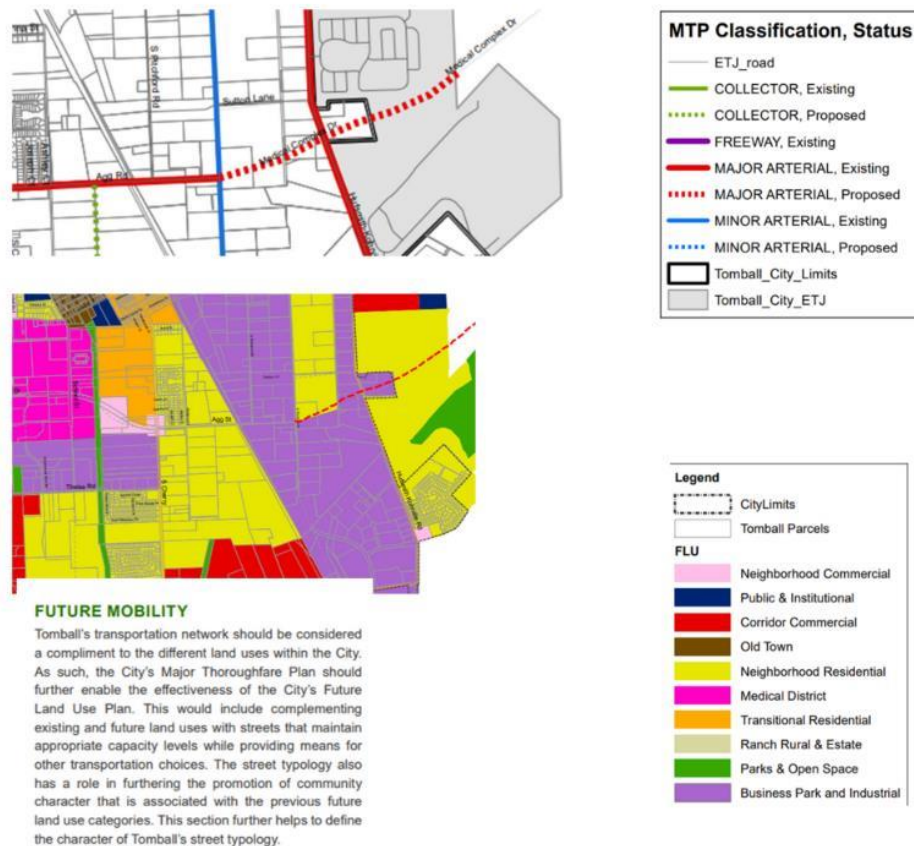 MTP Classification, Status
ETJ_road
COLLECTOR, Existing
COLLECTOR, Proposed
FREEWAY, Existing
MAJOR ARTERIAL, Existing
MAJOR ARTERIAL, Proposed
MINOR ARTERIAL, Existing
MINOR ARTERIAL, Proposed
Tomball_City_Limits
Tomball_City_ETJ
Medical Complex Dr
Sutton Lane
Medical Complex Dr
Agg Rd
Agg St
Theiss Rd
S Cherry
Legend
CityLimits
Tomball Parcels
FLU
Neighborhood Commercial
Public & Institutional
Corridor Commercial
Old Town
Neighborhood Residential
Medical District
Transitional Residential
Ranch Rural & Estate
Parks & Open Space
Business Park and Industrial
FUTURE MOBILITY
Tomball's transportation network should be considered
a compliment to the different land uses within the City.
As such, the City's Major Thoroughfare Plan should
further enable the effectiveness of the City's Future
Land Use Plan. This would include complementing
existing and future land uses with streets that maintain
appropriate capacity levels while providing means for
other transportation choices. The street typology also
has a role in furthering the promotion of community
character that is associated with the previous future
land use categories. This section further helps to define
the character of Tomball's street typology.